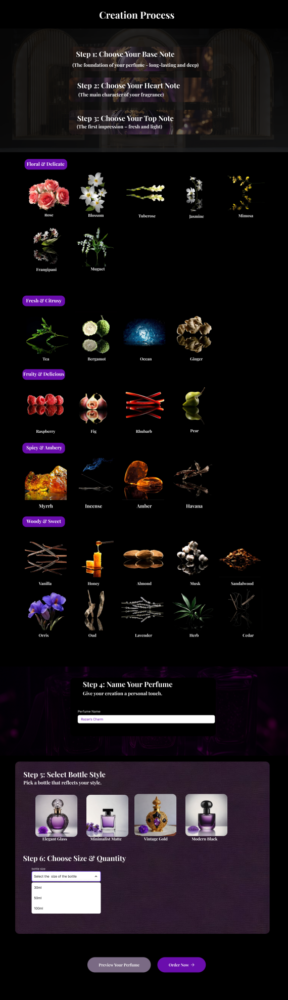 Creation Process
Step 1: Choose Your Base Note
(The foundation of your perfume - long-lasting and deep)
Step 2: Choose Your Heart Note
(The main character of your fragrance)
Step 3: Choose Your Top Note
(The first impression – fresh and light)
Floral & Delicate
Rose
Blossom
Tuberose
Jasmine
Mimosa
Frangipani
Muguet
Fresh & Citrusy
Tea
Bergamot
Ocean
Ginger
Fruity & Delicious
Raspberry
Fig
Rhubarb
Pear
Spicy & Ambery
Myrrh
Incense
Amber
Havana
Woody & Sweet
Vanilla
Honey
Almond
Musk
Sandalwood
Orris
Oud
Lavender
Herb
Cedar
Step 4: Name Your Perfume
Give your creation a personal touch.
Perfume Name
Razan's Charm
Step 5: Select Bottle Style
Pick a bottle that reflects your style.
Elegant Glass
Minimalist Matte
Vintage Gold
Modern Black
Step 6: Choose Size & Quantity
bottle size
Select the size of the bottle
30ml
50ml
100ml
Preview Your Perfume
Order Now →